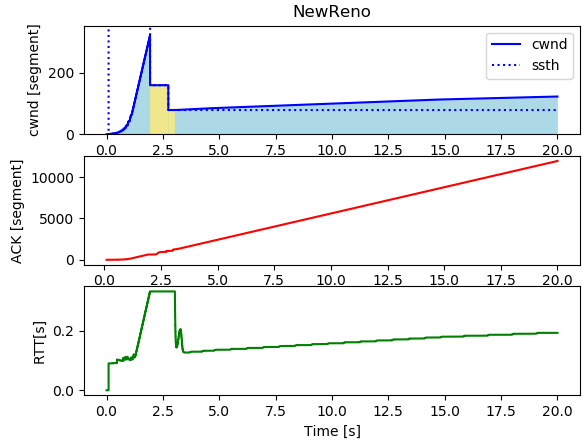 NewReno
cwnd [segment]
200
0
cwnd
ssth
0.0 2.5 5.0 7.5 10.0 12.5 15.0 17.5 20.0
ACK [segment]
10000
5000
0
0.0 2.5 5.0 7.5 10.0 12.5 15.0 17.5 20.0
RTT[s]
0.2
0.0
0.0 2.5 5.0 7.5 10.0 12.5 15.0 17.5 20.0
Time [s]